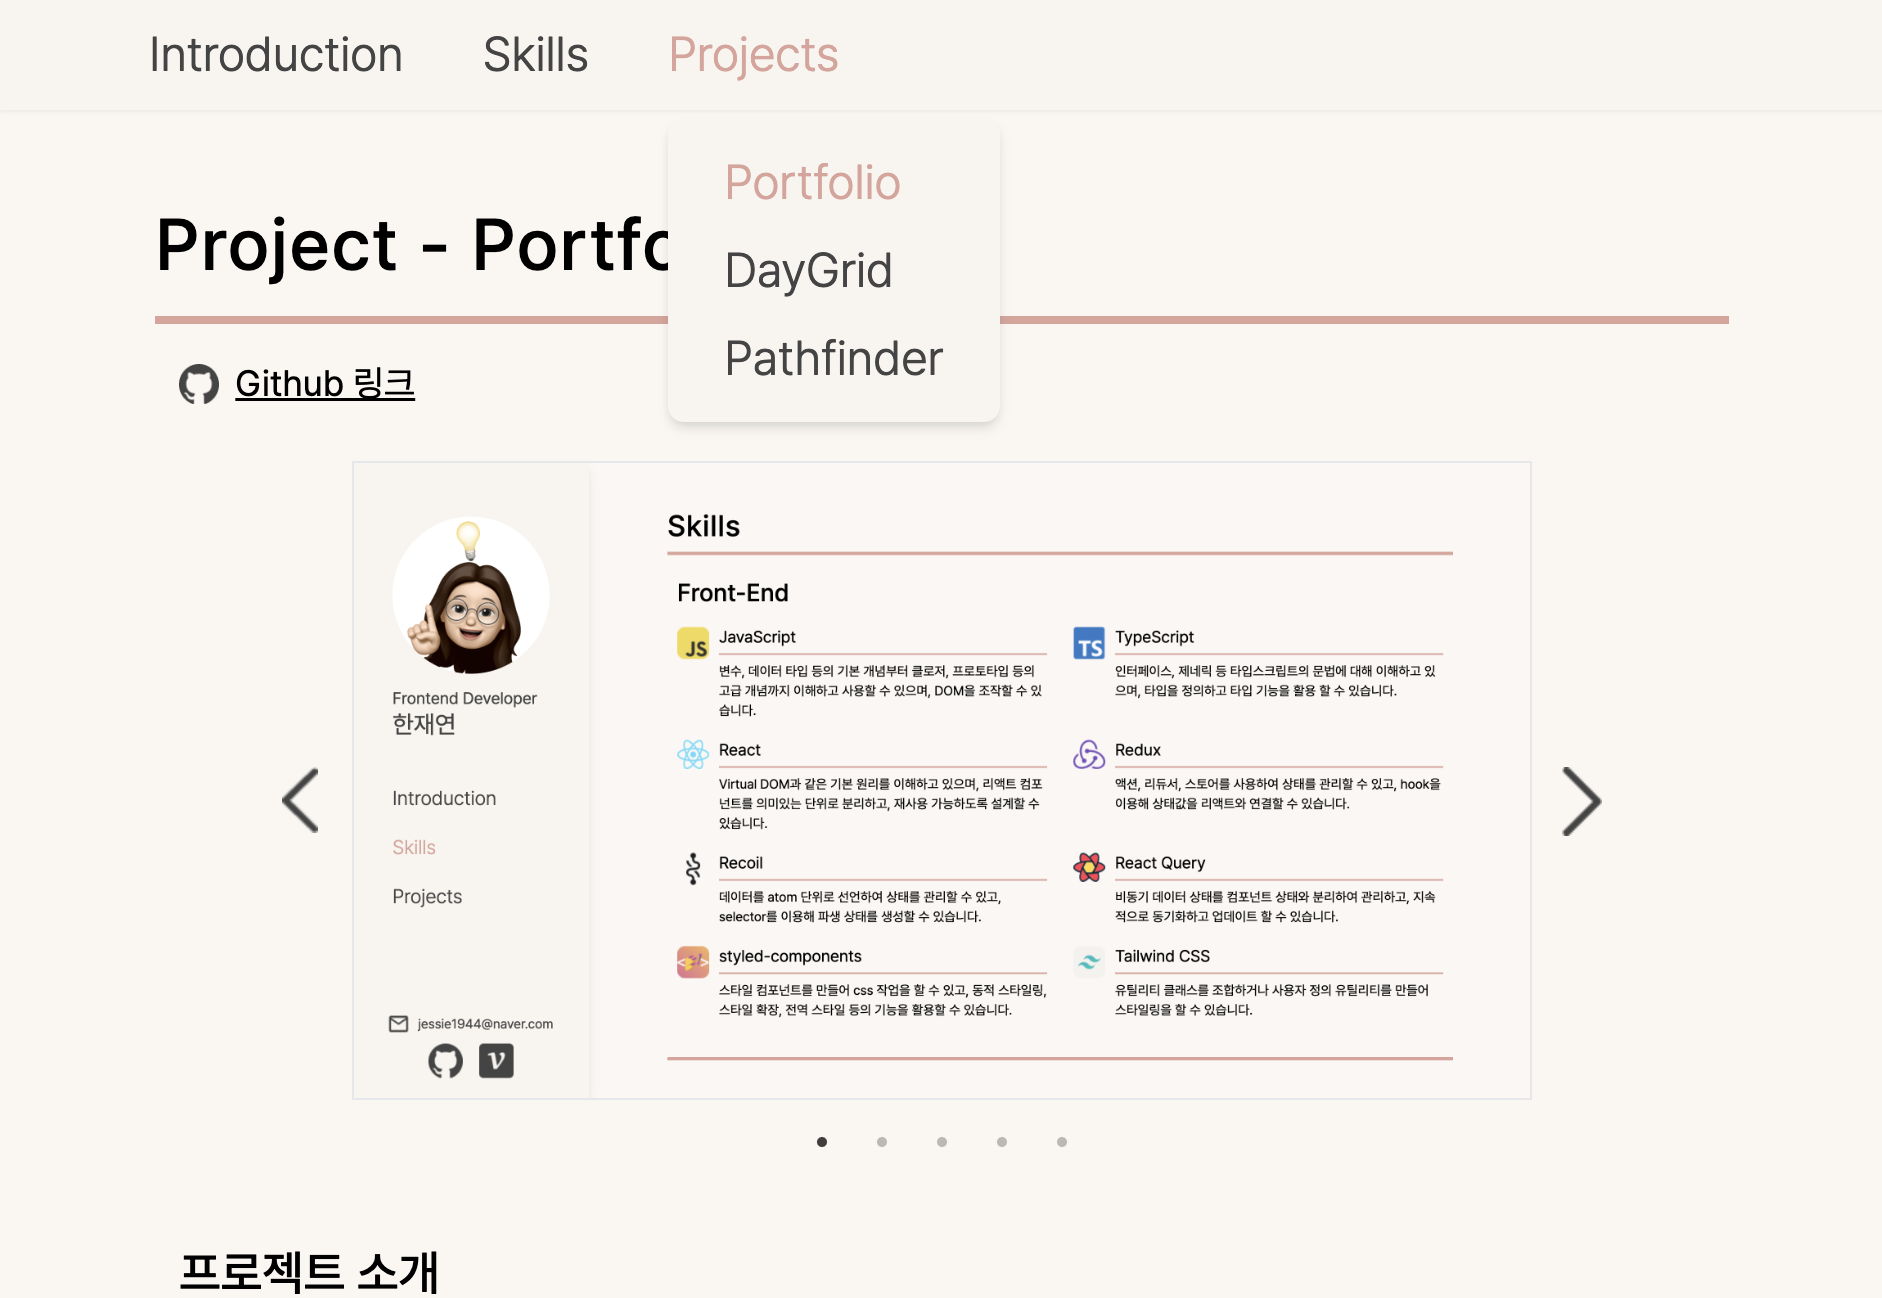 Introduction
Skills
Projects
Portfolio
DayGrid
Pathfinder
Project - Portfo
Github 링크
Frontend Developer
한재연
Introduction
Skills
Projects
jessie1944@naver.com
Skills
Front-End
JS
JavaScript
변수, 데이터 타입 등의 기본 개념부터 클로저, 프로토타입 등의
고급 개념까지 이해하고 사용할 수 있으며, DOM을 조작할 수 있
습니다.
TS
TypeScript
인터페이스, 제네릭 등 타입스크립트의 문법에 대해 이해하고 있
으며, 타입을 정의하고 타입 기능을 활용 할 수 있습니다.
React
Virtual DOM과 같은 기본 원리를 이해하고 있으며, 리액트 컴포
넌트를 의미있는 단위로 분리하고, 재사용 가능하도록 설계할 수
있습니다.
Redux
액션, 리듀서, 스토어를 사용하여 상태를 관리할 수 있고, hook을
이용해 상태값을 리액트와 연결할 수 있습니다.
Recoil
데이터를 atom 단위로 선언하여 상태를 관리할 수 있고,
selector를 이용해 파생 상태를 생성할 수 있습니다.
React Query
비동기 데이터 상태를 컴포넌트 상태와 분리하여 관리하고, 지속
적으로 동기화하고 업데이트 할 수 있습니다.
styled-components
스타일 컴포넌트를 만들어 css 작업을 할 수 있고, 동적 스타일링,
스타일 확장, 전역 스타일 등의 기능을 활용할 수 있습니다.
Tailwind CSS
유틸리티 클래스를 조합하거나 사용자 정의 유틸리티를 만들어
스타일링을 할 수 있습니다.
프로젝트 소개